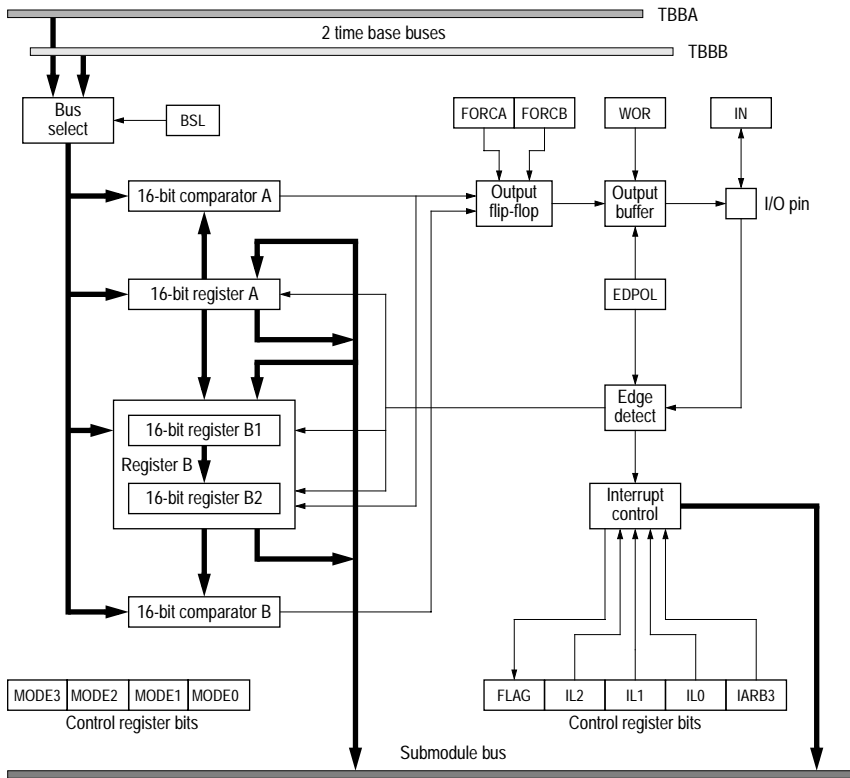 TBBA
2 time base buses
TBBB
Bus
select
BSL
FORCA
FORCB
WOR
IN
16-bit comparator A
Output
flip-flop
Output
buffer
I/O pin
16-bit register A
EDPOL
Edge
detect
16-bit register B1
Register B
16-bit register B2
Interrupt
control
16-bit comparator B
MODE3
MODE2
MODE1
MODE0
Control register bits
FLAG
IL2
IL1
IL0
IARB3
Control register bits
Submodule bus